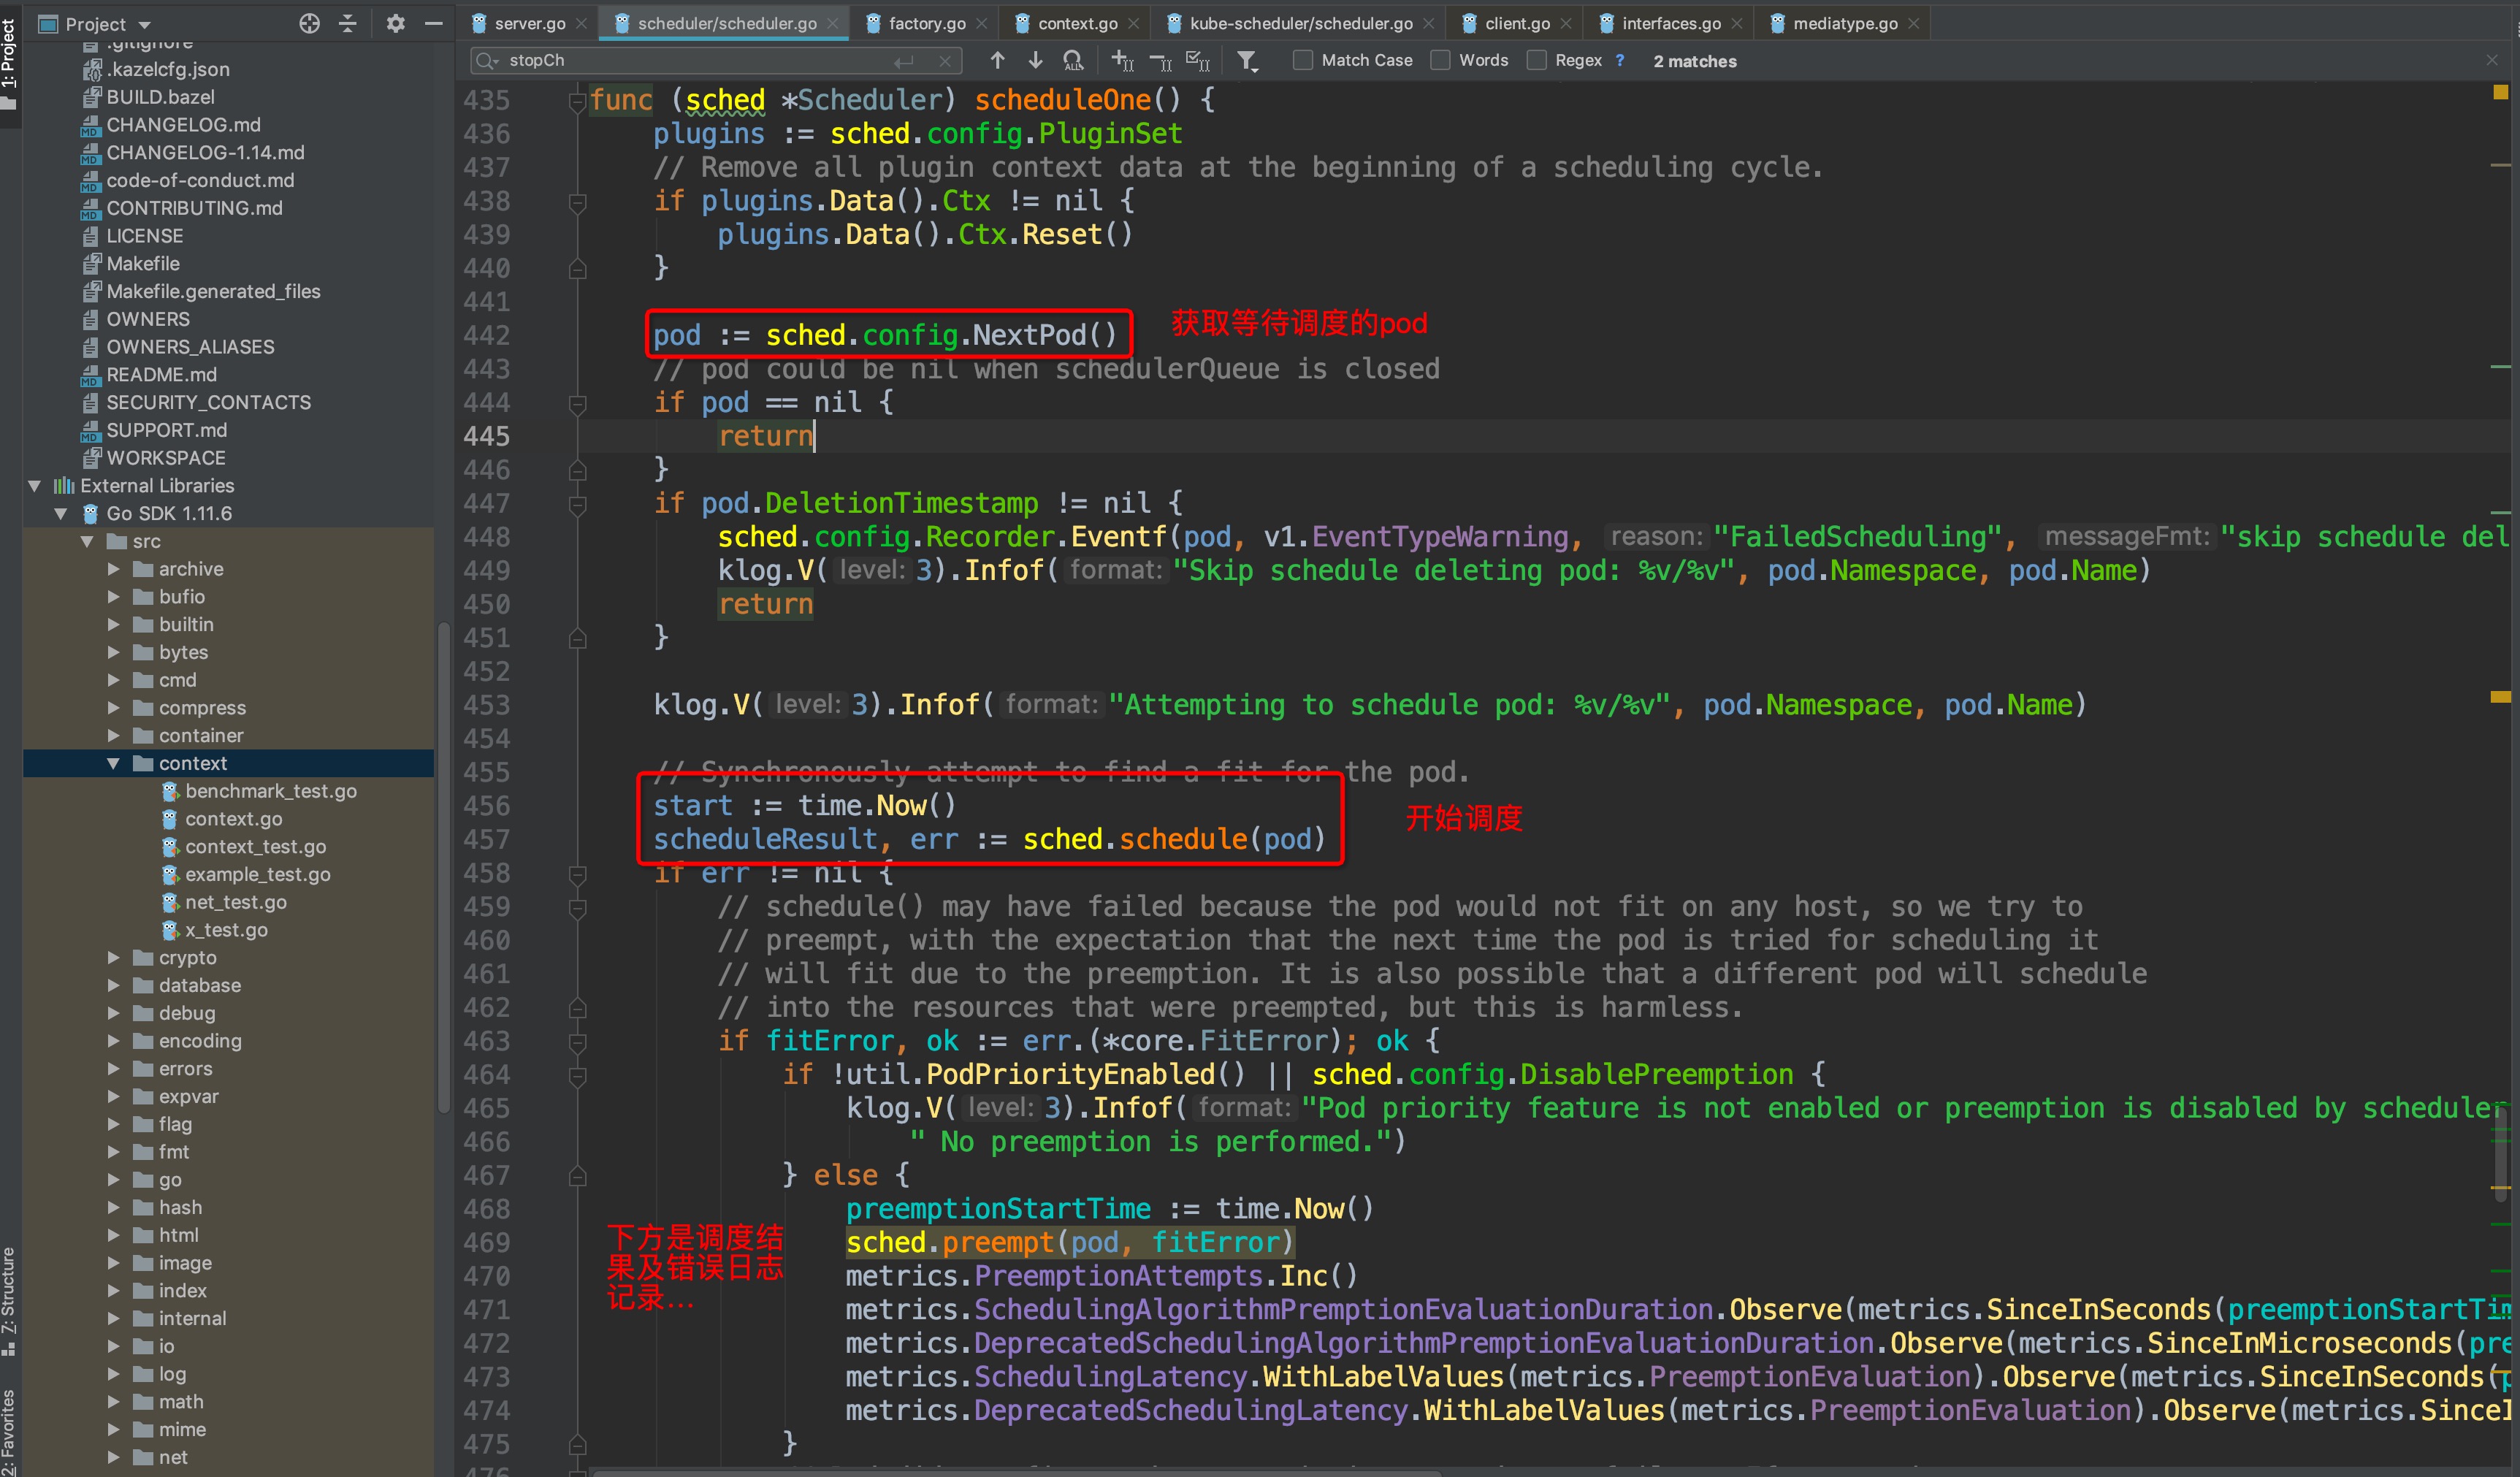 Project
server.go
scheduler/scheduler.go
factory.go
context.go
kube-scheduler/scheduler.go
client.go
interfaces.go
mediatype.go
stopCh
Match Case
Words
Regex
?
2 matches
1: Project
Z: Structure
2: Favorites
.gitignore
.kazelcfg.json
BUILD.bazel
CHANGELOG.md
CHANGELOG-1.14.md
code-of-conduct.md
CONTRIBUTING.md
LICENSE
Makefile
Makefile.generated_files
OWNERS
OWNERS_ALIASES
README.md
SECURITY_CONTACTS
SUPPORT.md
WORKSPACE
External Libraries
Go SDK 1.11.6
src
archive
bufio
builtin
bytes
cmd
compress
container
context
benchmark_test.go
context.go
context_test.go
example_test.go
net_test.go
x_test.go
crypto
database
debug
encoding
errors
expvar
flag
fmt
go
hash
html
image
index
internal
io
log
math
mime
net
435 func (sched *Scheduler) scheduleOne() {
436 plugins := sched.config.PluginSet
437 // Remove all plugin context data at the beginning of a scheduling cycle.
438 if plugins.Data().Ctx != nil {
439 plugins.Data().Ctx.Reset()
440 }
441
442 pod := sched.config.NextPod() 获取等待调度的pod
443 // pod could be nil when schedulerQueue is closed
444 if pod == nil {
445 return
446 }
447 if pod.DeletionTimestamp != nil {
448 sched.config.Recorder.Eventf(pod, v1.EventTypeWarning, reason: "FailedScheduling", messageFmt: "skip schedule del
449 klog.V( level: 3).Infof( format: "Skip schedule deleting pod: %v/%v", pod.Namespace, pod.Name)
450 return
451 }
452
453 klog.V( level: 3).Infof( format: "Attempting to schedule pod: %v/%v", pod.Namespace, pod.Name)
454
455 // Synchronously attempt to find a fit for the pod.
456 start := time.Now()
开始调度
457 scheduleResult, err := sched.schedule(pod)
458 if err != nil {
459 // schedule() may have failed because the pod would not fit on any host, so we try to
460 // preempt, with the expectation that the next time the pod is tried for scheduling it
461 // will fit due to the preemption. It is also possible that a different pod will schedule
462 // into the resources that were preempted, but this is harmless.
463 if fitError, ok := err.(*core.FitError); ok {
464 if !util.PodPriorityEnabled() || sched.config.DisablePreemption {
465 klog.V( level: 3).Infof( format: "Pod priority feature is not enabled or preemption is disabled by scheduler
466 " No preemption is performed.")
467 } else {
468 preemptionStartTime := time.Now()
469 sched.preempt(pod, fitError)
470 metrics.PreemptionAttempts.Inc()
471 metrics.SchedulingAlgorithmPremptionEvaluationDuration.Observe(metrics.SinceInSeconds(preemptionStartTim
472 metrics.DeprecatedSchedulingAlgorithmPremptionEvaluationDuration.Observe(metrics.SinceInMicroseconds(pre
473 metrics.SchedulingLatency.WithLabelValues(metrics.PreemptionEvaluation).Observe(metrics.SinceInSeconds(p
474 metrics.DeprecatedSchedulingLatency.WithLabelValues(metrics.PreemptionEvaluation).Observe(metrics.SinceI
475 }
下方是调度结
果及错误日志
记录...